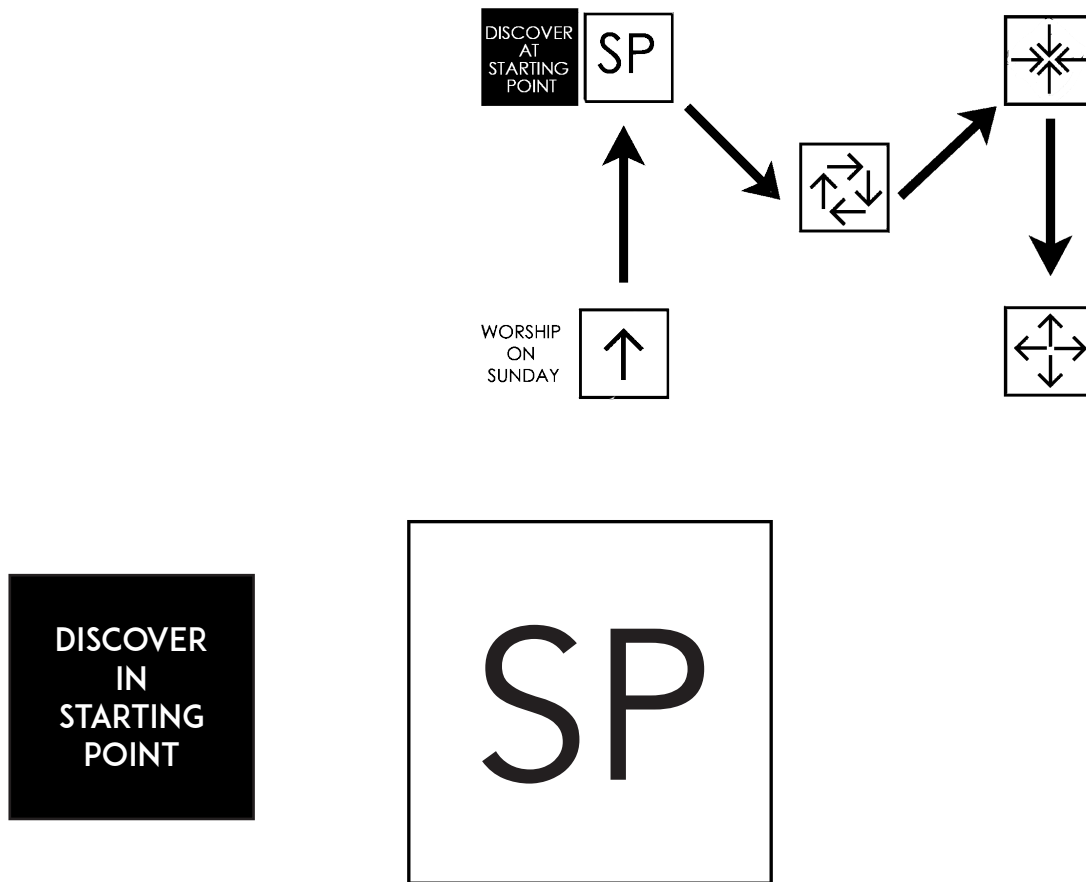 DISCOVER
AT
STARTING
POINT
SP
WORSHIP
ON
SUNDAY
DISCOVER
IN
STARTING
POINT
SP